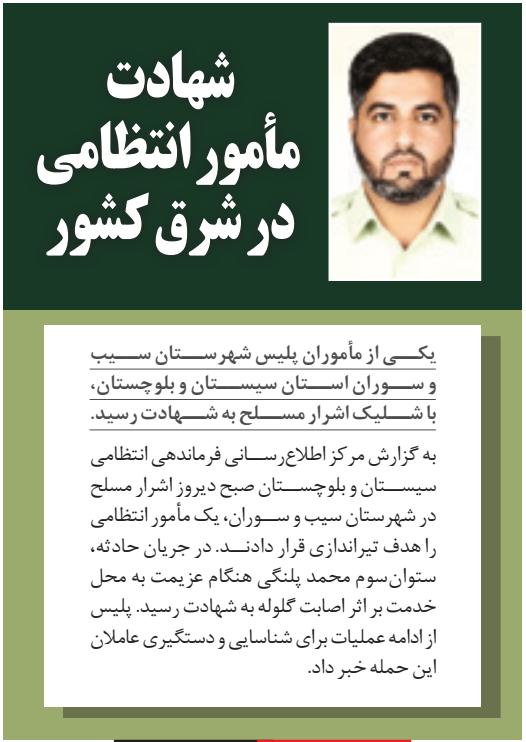 شهادت
مأمور انتظامی
در شرق کشور
یکی از مأموران پلیس شهرستان سیب
و سوران استان سیستان و بلوچستان،
با شلیک اشرار مسلح به شهادت رسید.
به گزارش مرکز اطلاع‌رسانی فرماندهی انتظامی
سیستان و بلوچستان صبح دیروز اشرار مسلح
در شهرستان سیب و سوران، یک مأمور انتظامی
را هدف تیراندازی قرار دادند. در جریان حادثه،
ستوان‌سوم محمد پلنگی هنگام عزیمت به محل
خدمت بر اثر اصابت گلوله به شهادت رسید. پلیس
از ادامه عملیات برای شناسایی و دستگیری عاملان
این حمله خبر داد.